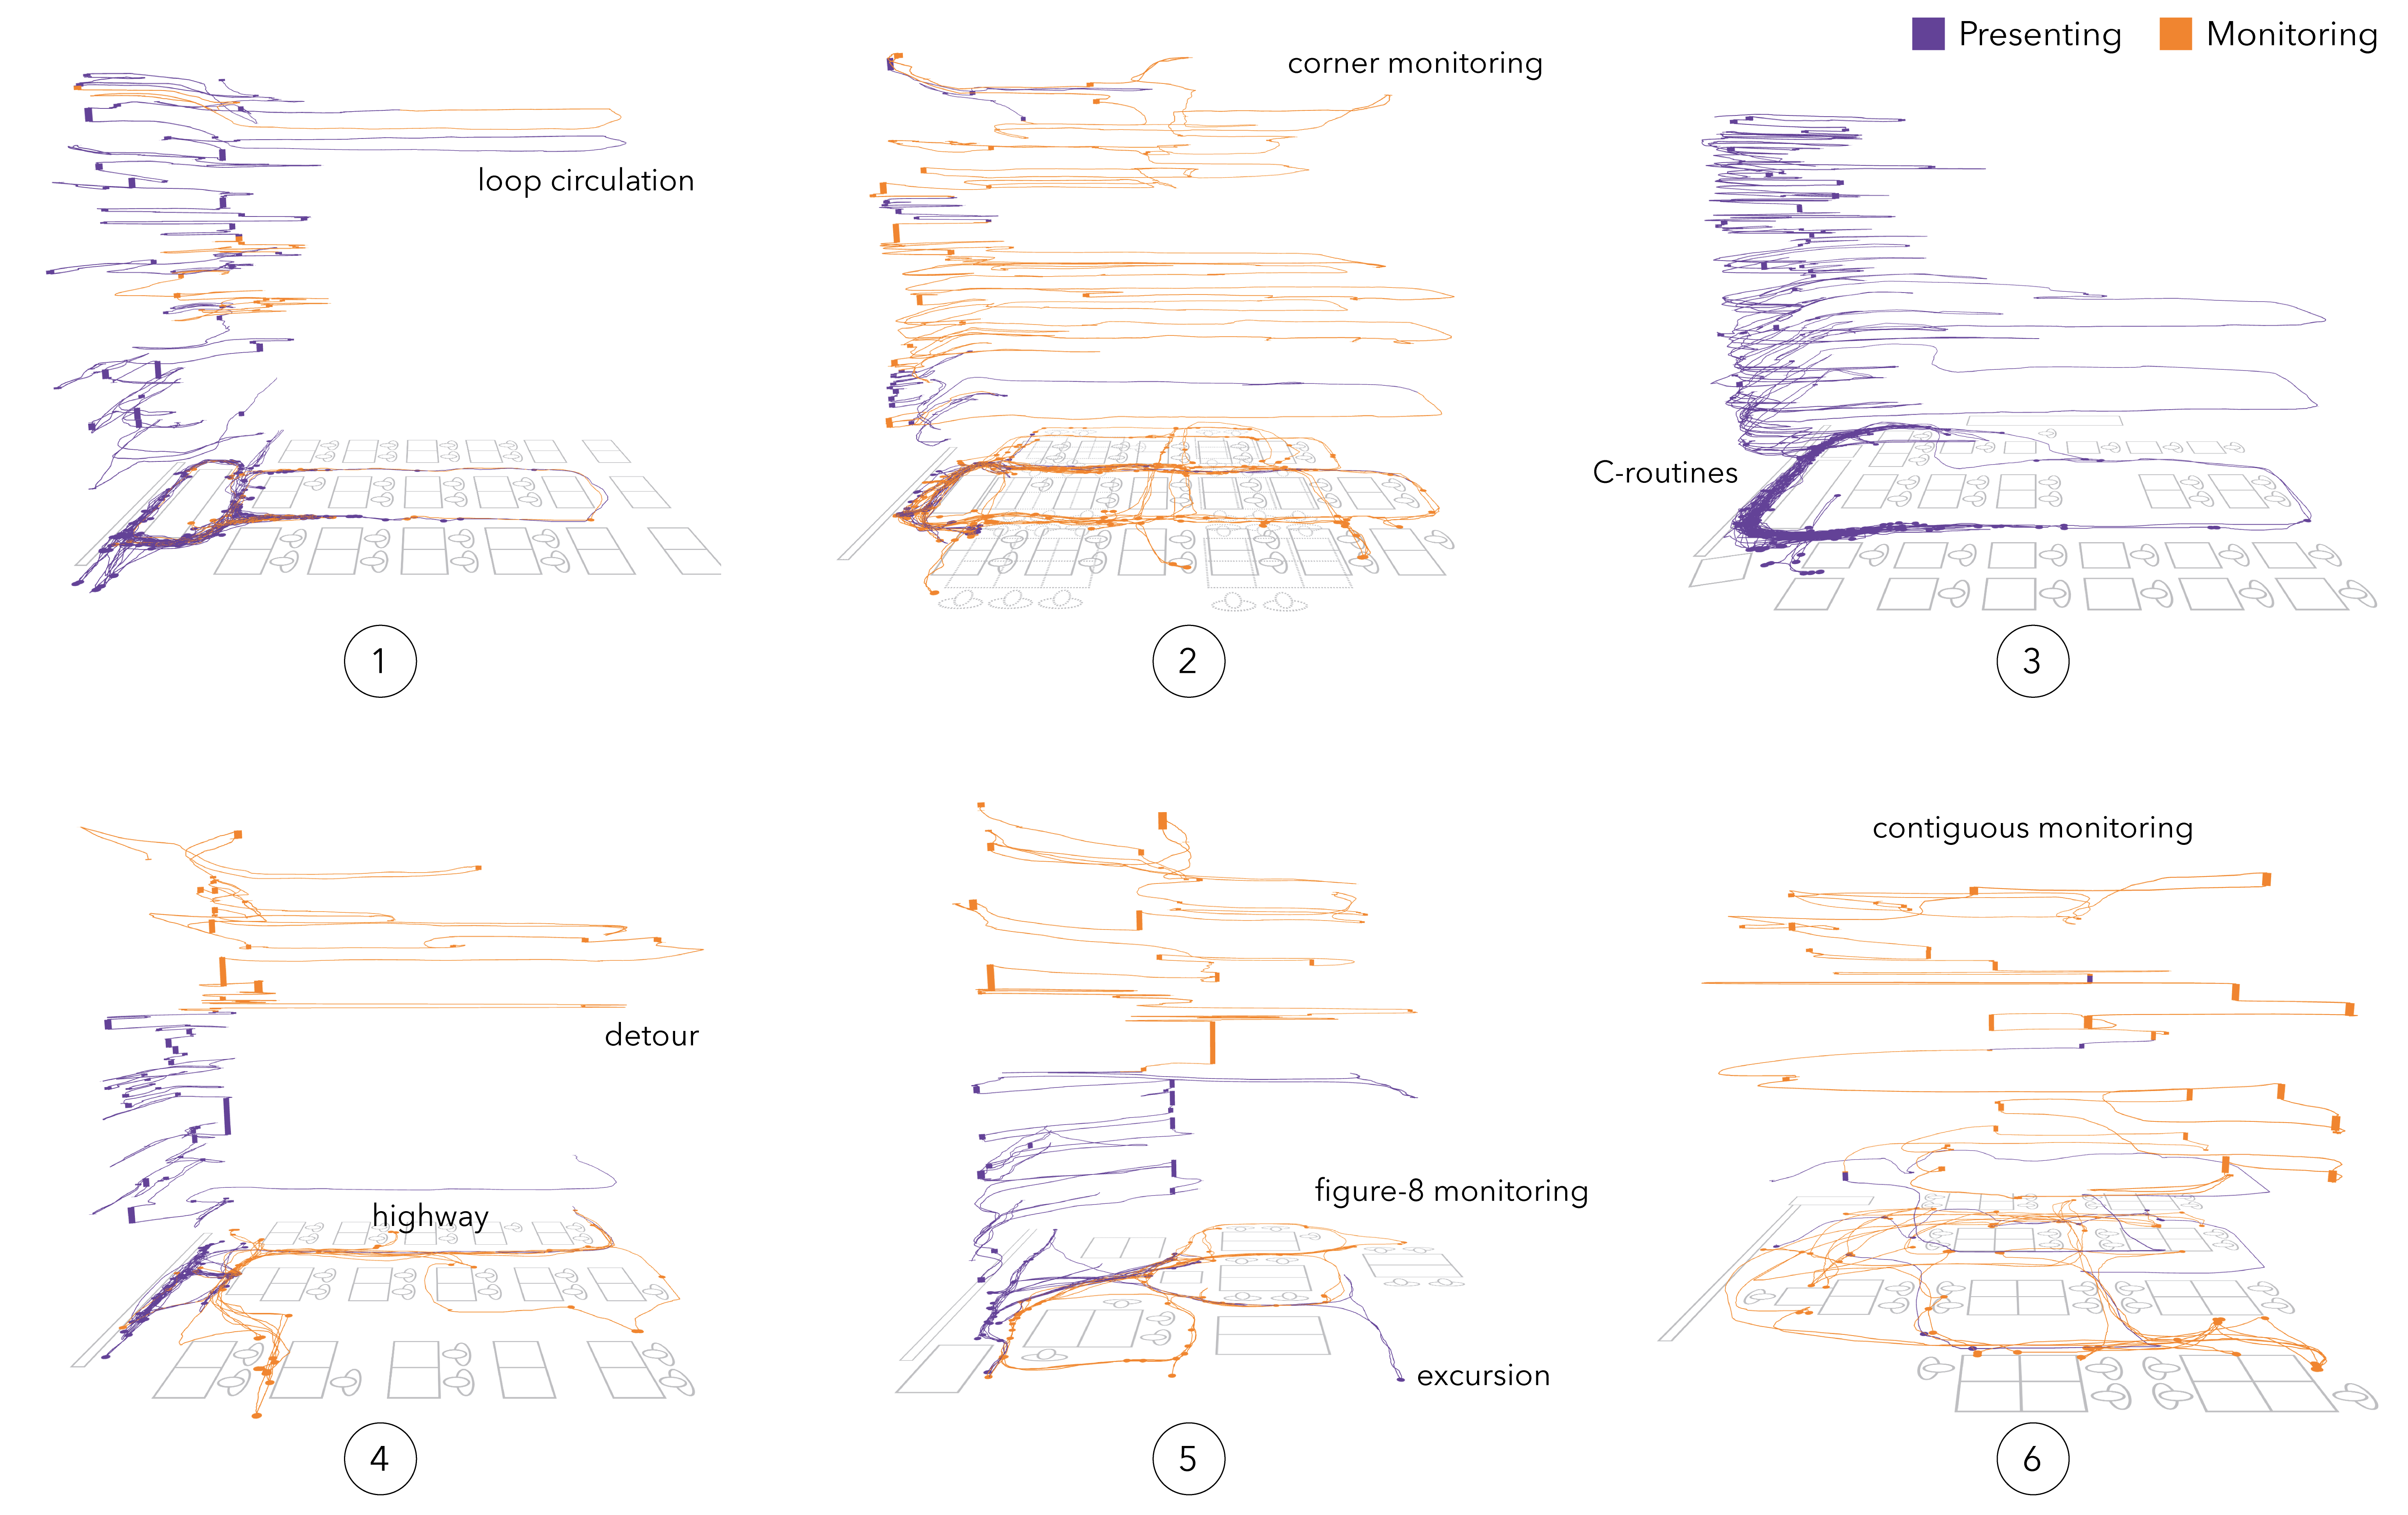 Presenting
Monitoring
loop circulation
corner monitoring
C-routines
1
2
3
contiguous monitoring
detour
highway
figure-8 monitoring
excursion
4
5
6